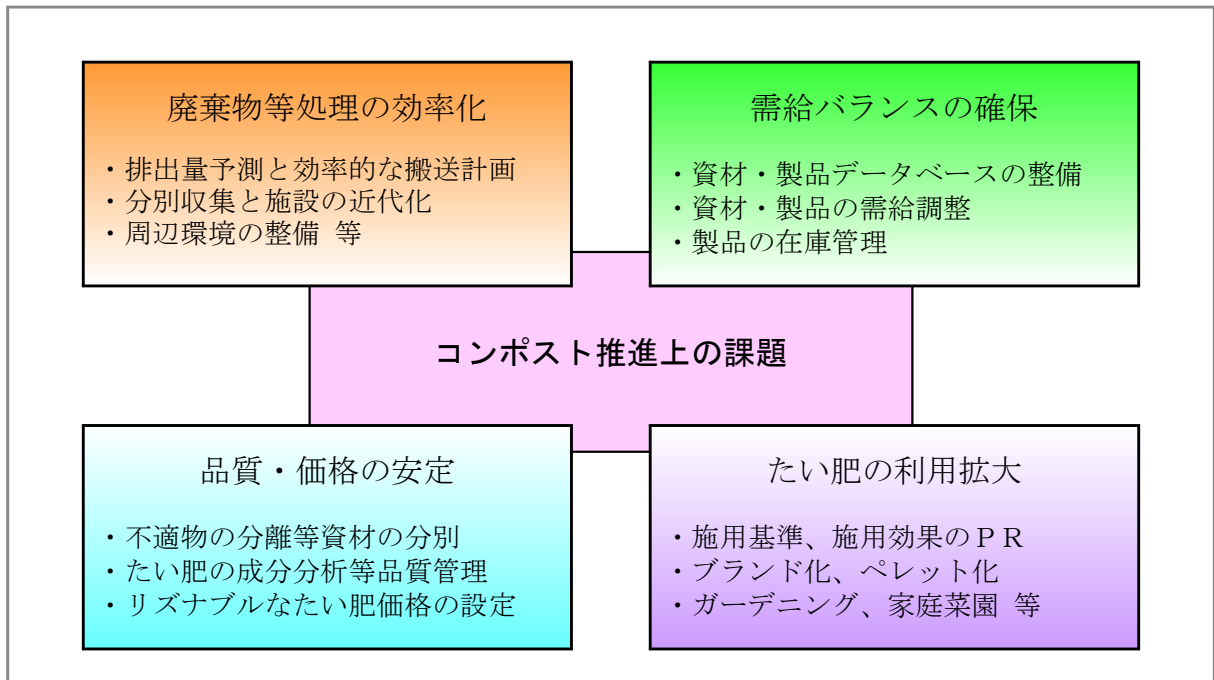 廃棄物等処理の効率化
・排出量予測と効率的な搬送計画
・分別収集と施設の近代化
・周辺環境の整備 等
需給バランスの確保
・資材・製品データベースの整備
・資材・製品の需給調整
・製品の在庫管理
コンポスト推進上の課題
品質・価格の安定
・不適物の分離等資材の分別
・たい肥の成分分析等品質管理
・リズナブルなたい肥価格の設定
たい肥の利用拡大
・施用基準、施用効果のＰＲ
・ブランド化、ペレット化
・ガーデニング、家庭菜園 等